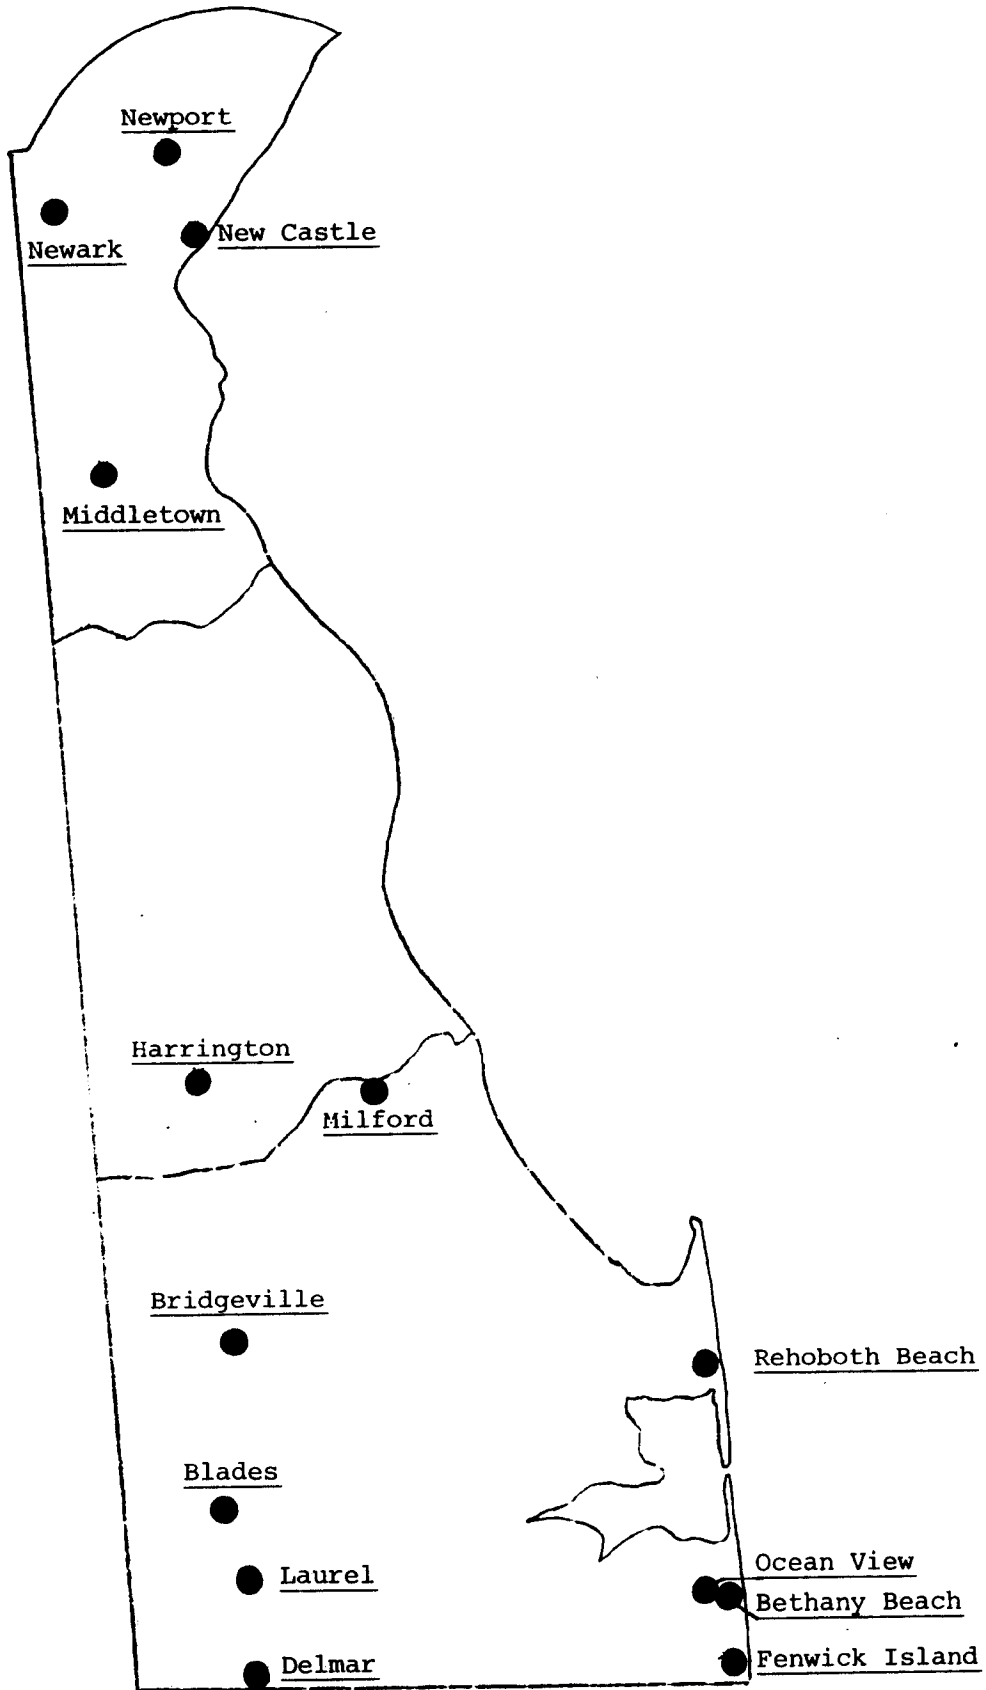 Newport
New Castle
Newark
Middletown
Harrington
Milford
Bridgeville
Rehoboth Beach
Blades
Ocean View
Laurel
Bethany Beach
Fenwick Island
Delmar